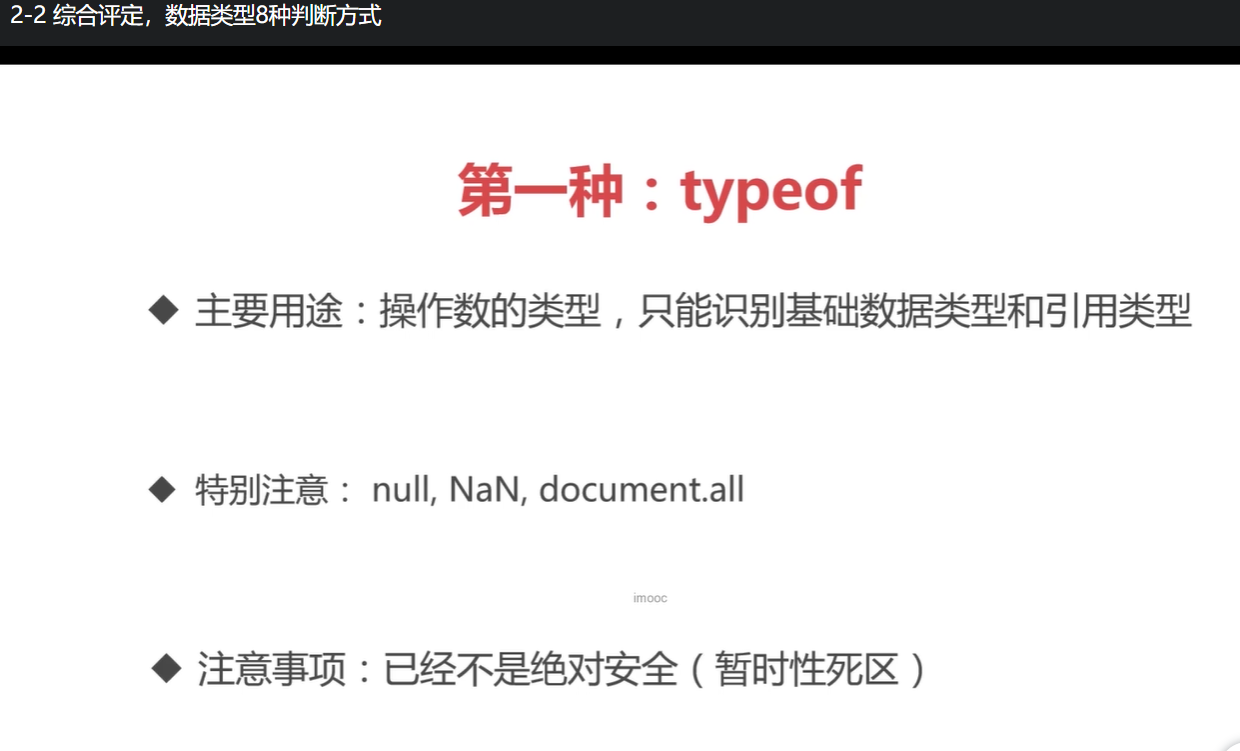 2-2 综合评定，数据类型8种判断方式
第一种：typeof
◆ 主要用途：操作数的类型，只能识别基础数据类型和引用类型
◆ 特别注意： null, NaN, document.all
imooc
◆ 注意事项：已经不是绝对安全（暂时性死区）